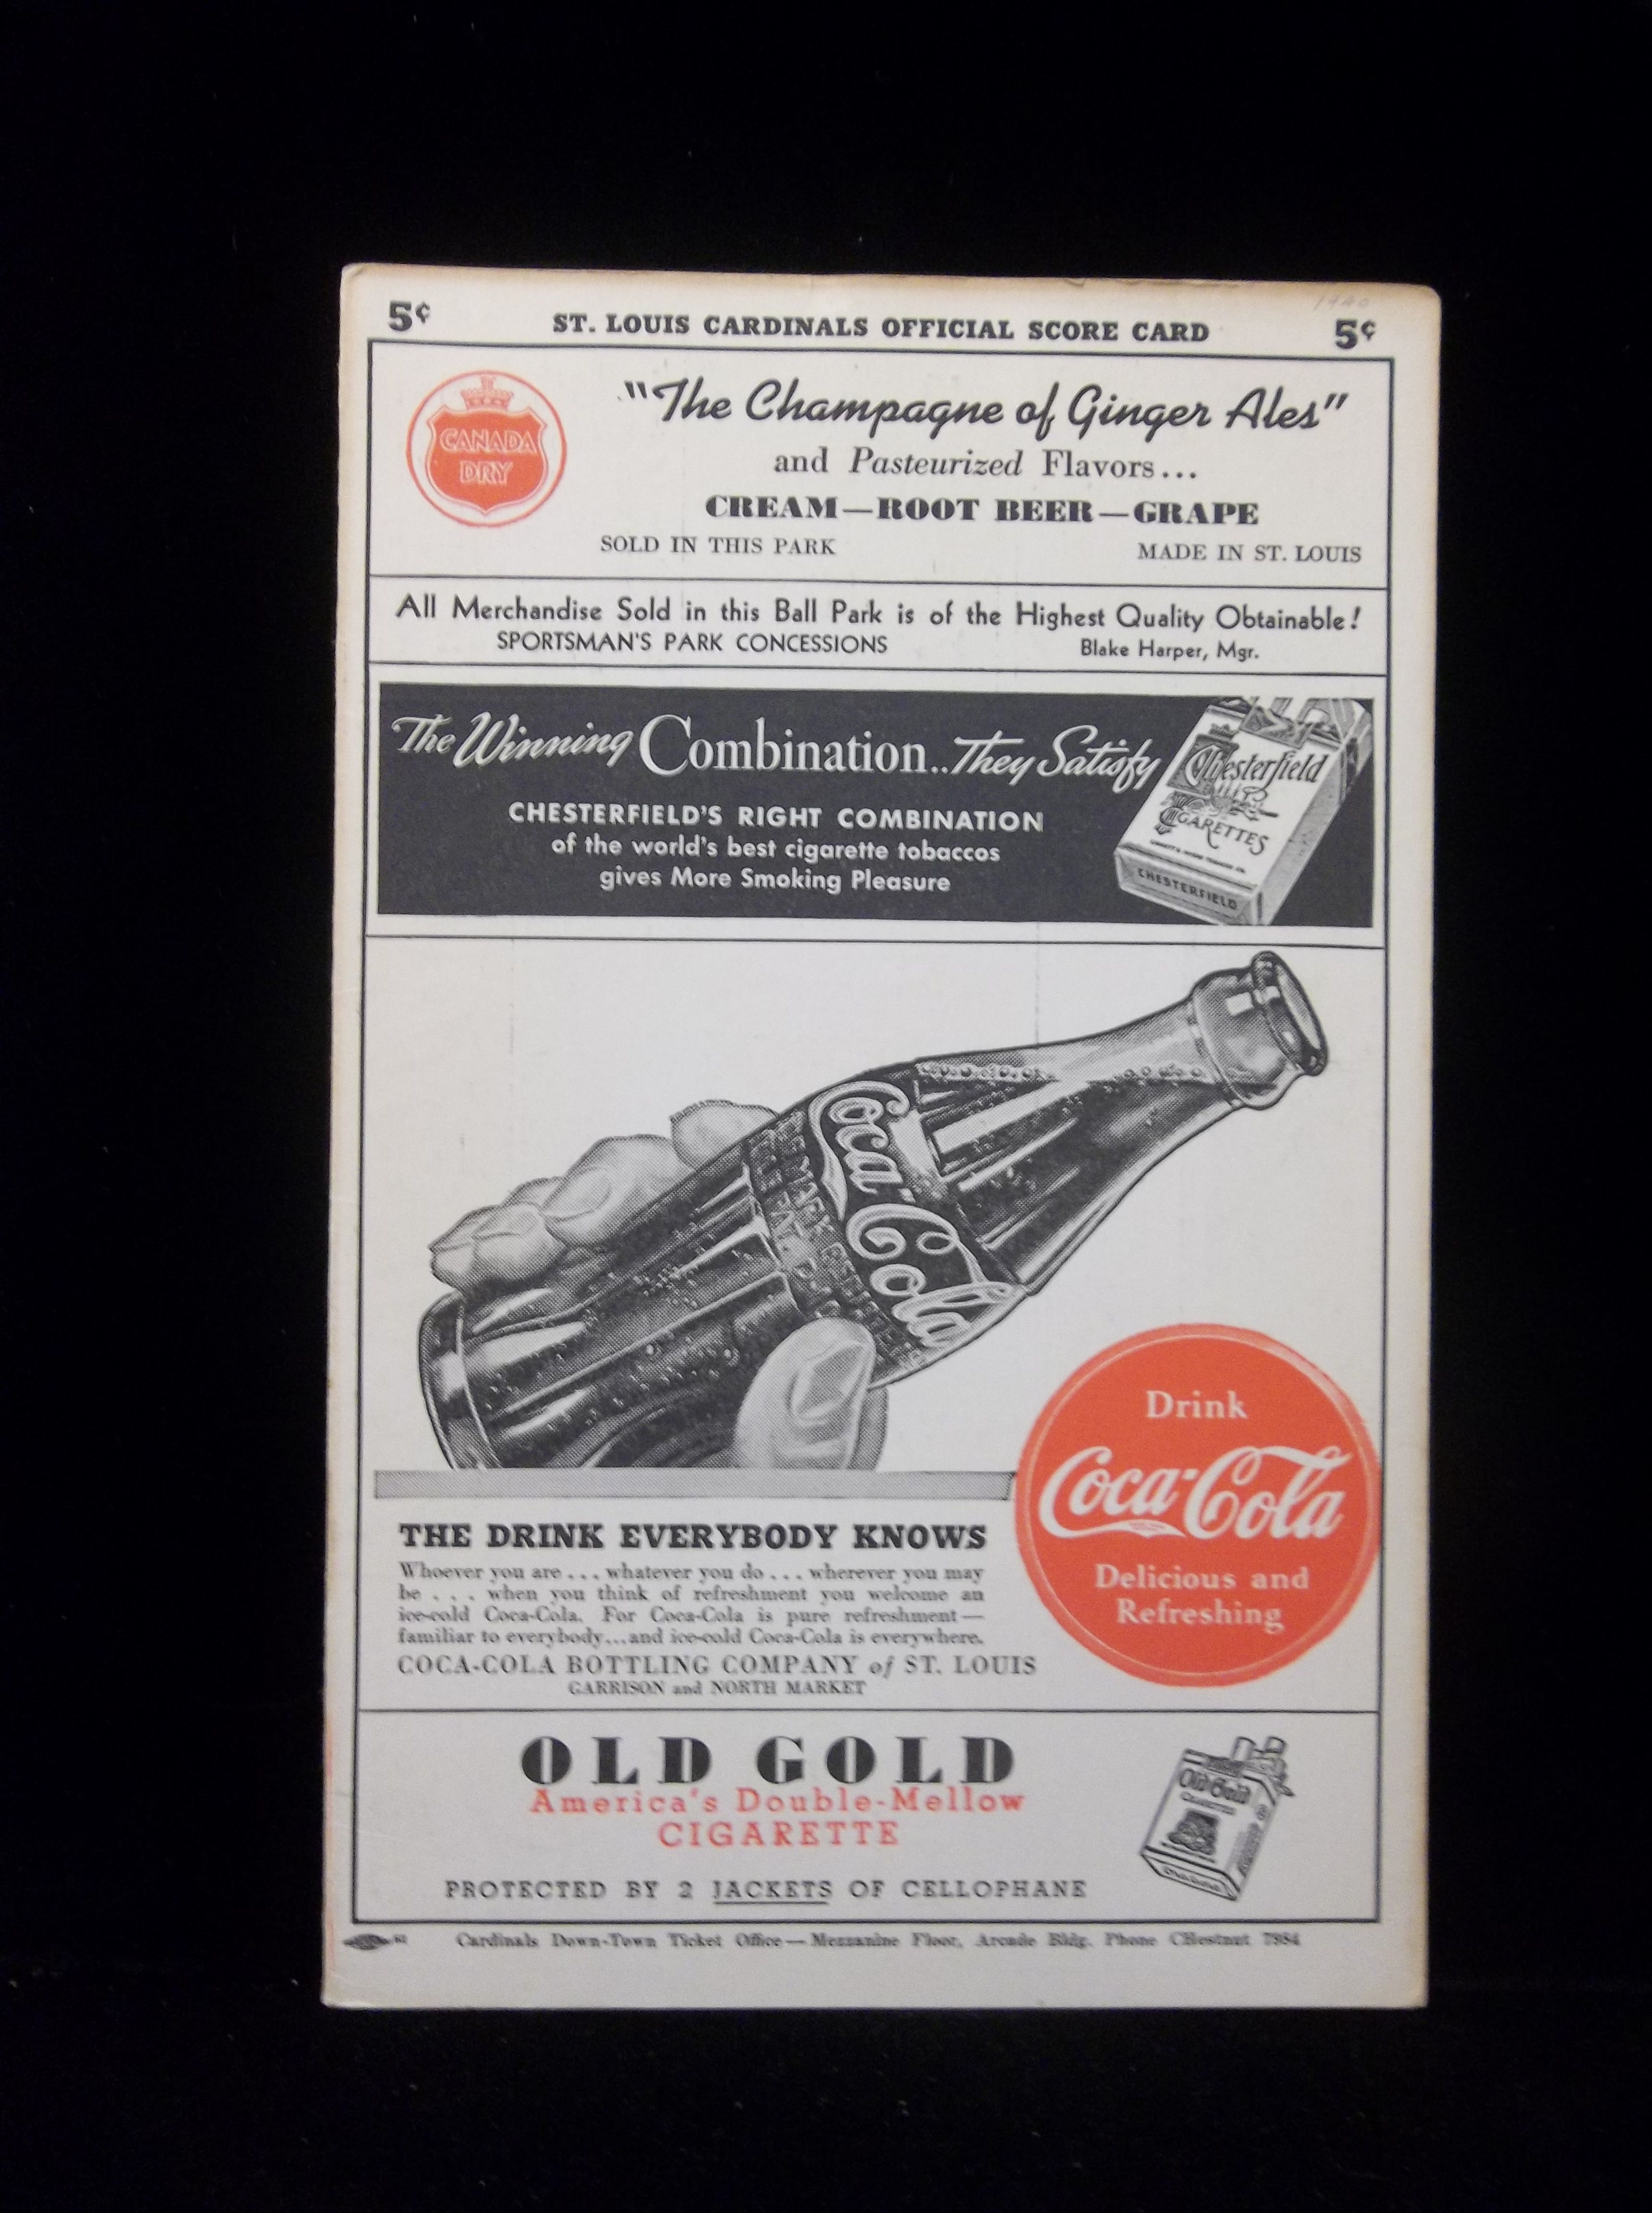 1940
5¢ ST. LOUIS CARDINALS OFFICIAL SCORE CARD 5¢
CANADA
DRY
"The Champagne of Ginger Ales"
and Pasteurized Flavors...
CREAM—ROOT BEER—GRAPE
SOLD IN THIS PARK MADE IN ST. LOUIS
All Merchandise Sold in this Ball Park is of the Highest Quality Obtainable!
SPORTSMAN'S PARK CONCESSIONS Blake Harper, Mgr.
The Winning Combination..They Satisfy
CHESTERFIELD'S RIGHT COMBINATION
of the world's best cigarette tobaccos
gives More Smoking Pleasure
Chesterfield
CIGARETTES
LIGGETT & MYERS TOBACCO CO.
CHESTERFIELD
Coca-Cola
Drink
Coca-Cola
Delicious and
Refreshing
THE DRINK EVERYBODY KNOWS
Whoever you are ... whatever you do ... wherever you may
be . . . when you think of refreshment you welcome an
ice-cold Coca-Cola. For Coca-Cola is pure refreshment—
familiar to everybody...and ice-cold Coca-Cola is everywhere.
COCA-COLA BOTTLING COMPANY of ST. LOUIS
GARRISON and NORTH MARKET
OLD GOLD
America's Double-Mellow
CIGARETTE
PROTECTED BY 2 JACKETS OF CELLOPHANE
Old Gold
CIGARETTES
Cardinals Down-Town Ticket Office—Mezzanine Floor, Arcade Bldg. Phone CHestnut 7984